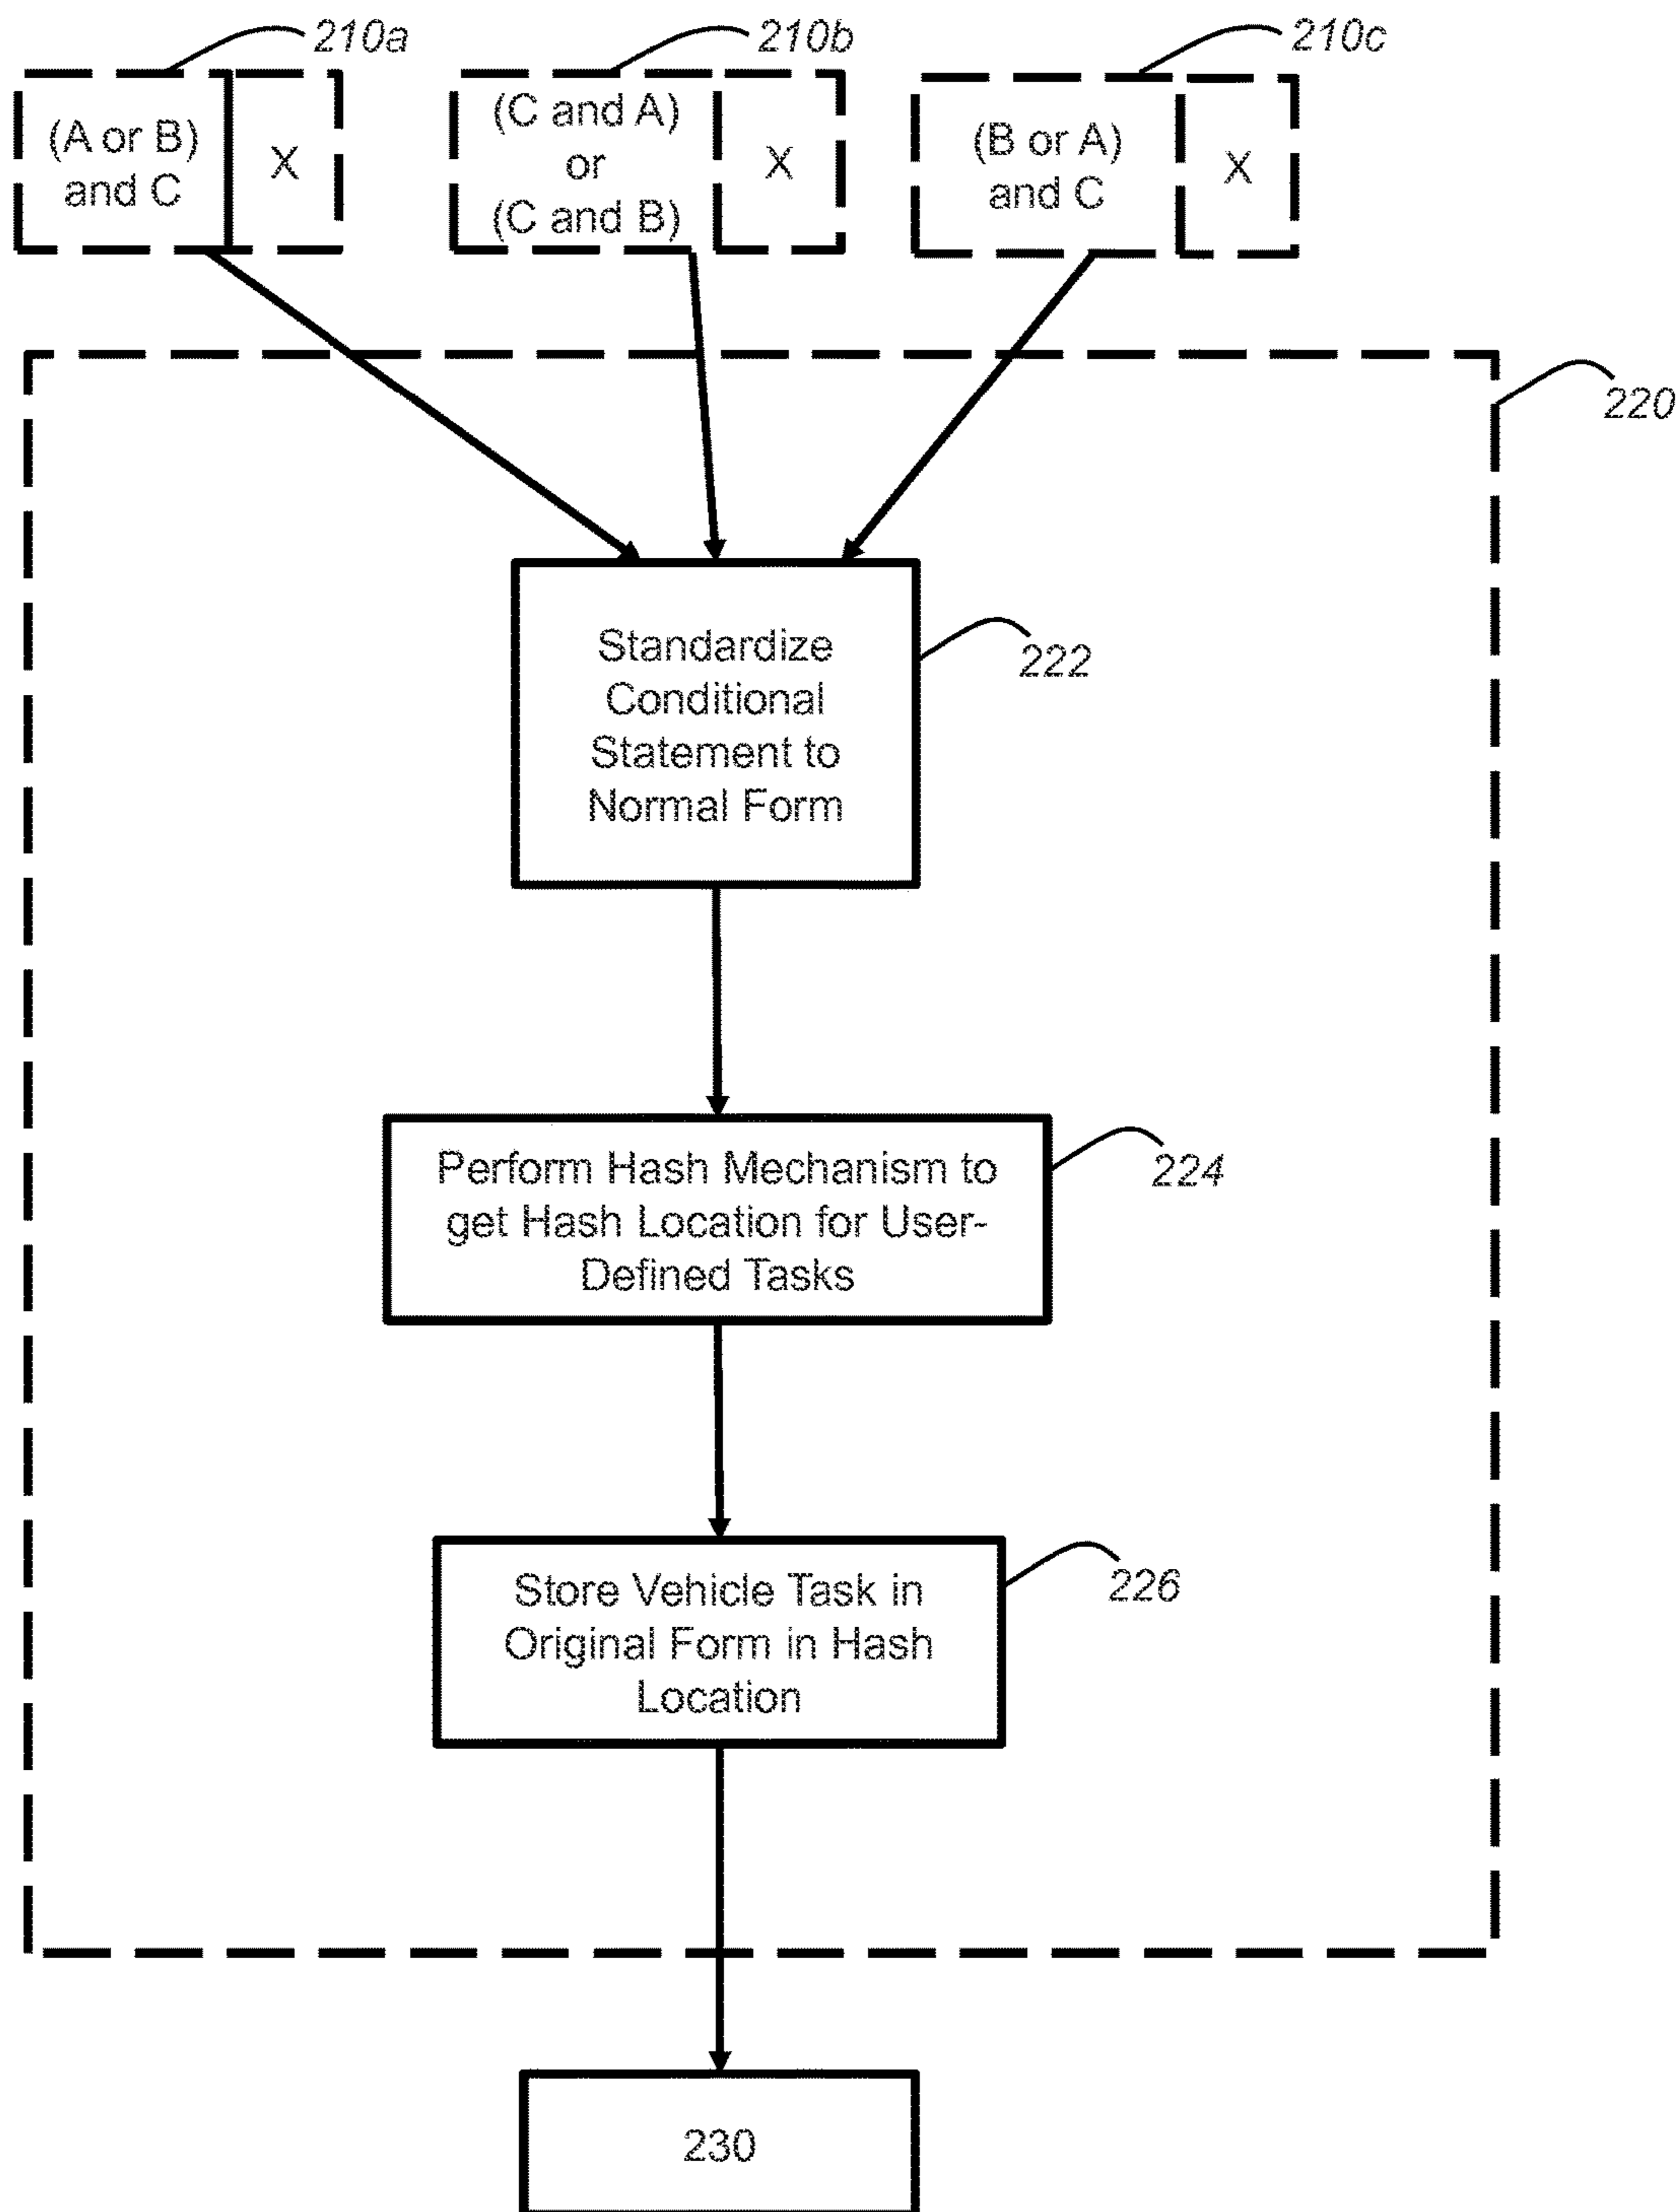 210a
210b
210c
(A or B)
and C
X
(C and A)
or
(C and B)
X
(B or A)
and C
X
220
Standardize
Conditional
Statement to
Normal Form
222
Perform Hash Mechanism to
get Hash Location for User-
Defined Tasks
224
Store Vehicle Task in
Original Form in Hash
Location
226
230